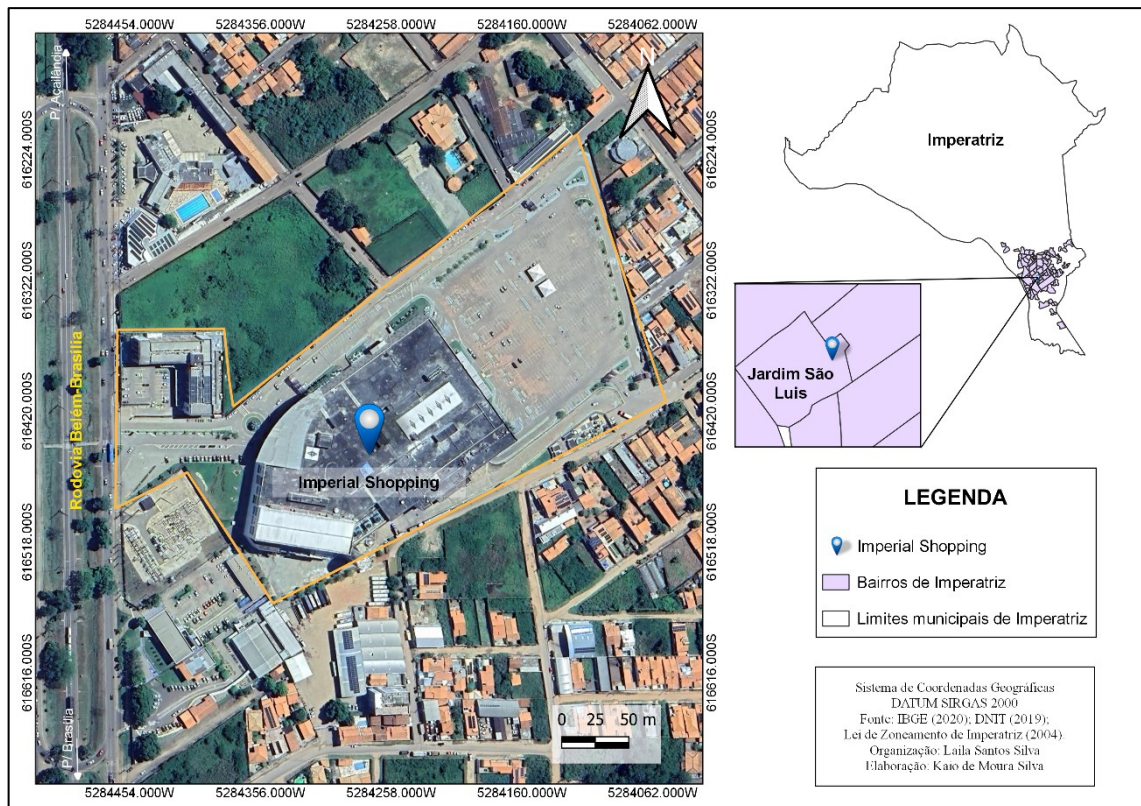 5284454.000W 5284356.000W 5284258.000W 5284160.000W 5284062.000W
P/ Açailândia
N
616224.000S
616224.000S
616322.000S
616322.000S
Rodovia Belém-Brasília
616420.000S
616420.000S
Imperial Shopping
616518.000S
616518.000S
616616.000S
616616.000S
P/ Brasília
0 25 50 m
5284454.000W 5284356.000W 5284258.000W 5284160.000W 5284062.000W
Imperatriz
Jardim São
Luis
LEGENDA
Imperial Shopping
Bairros de Imperatriz
Limites municipais de Imperatriz
Sistema de Coordenadas Geográficas
DATUM SIRGAS 2000
Fonte: IBGE (2020); DNIT (2019);
Lei de Zoneamento de Imperatriz (2004).
Organização: Laila Santos Silva
Elaboração: Kaio de Moura Silva